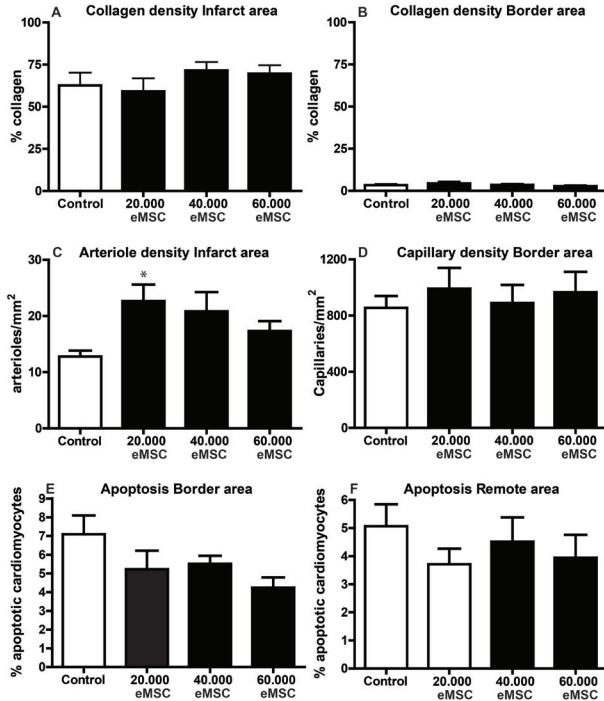 A Collagen density Infarct area
% collagen
100
75
50
25
0
Control 20.000 40.000 60.000
eMSC eMSC eMSC
B Collagen density Border area
% collagen
100
75
50
25
0
Control 20.000 40.000 60.000
eMSC eMSC eMSC
C Arteriole density Infarct area
arterioles/mm²
30
20
10
0
*
Control 20.000 40.000 60.000
eMSC eMSC eMSC
D Capillary density Border area
Capillaries/mm²
1200
800
400
0
Control 20.000 40.000 60.000
eMSC eMSC eMSC
E Apoptosis Border area
% apoptotic cardiomyocytes
9
8
7
6
5
4
3
2
1
0
Control 20.000 40.000 60.000
eMSC eMSC eMSC
F Apoptosis Remote area
% apoptotic cardiomyocytes
6
5
4
3
2
1
0
Control 20.000 40.000 60.000
eMSC eMSC eMSC